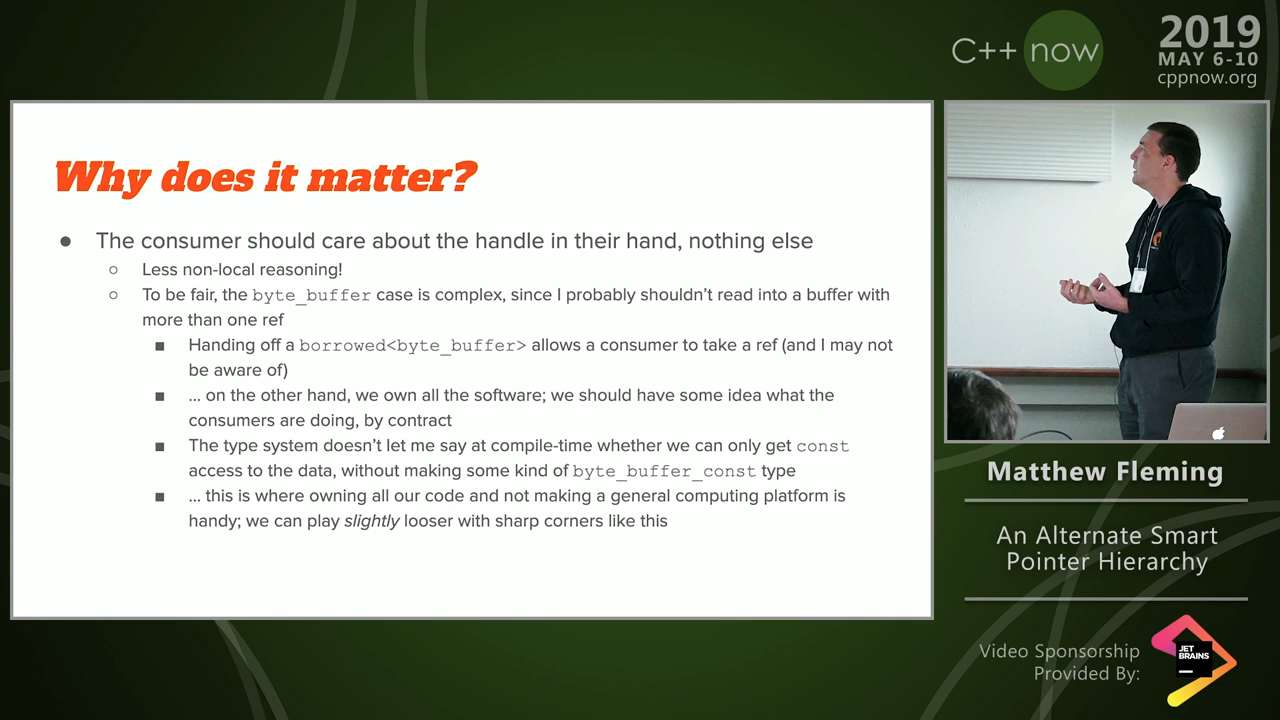 C++ now
2019
MAY 6-10
cppnow.org
Why does it matter?
● The consumer should care about the handle in their hand, nothing else
○ Less non-local reasoning!
○ To be fair, the byte_buffer case is complex, since I probably shouldn’t read into a buffer with
more than one ref
■ Handing off a borrowed<byte_buffer> allows a consumer to take a ref (and I may not
be aware of)
■ ... on the other hand, we own all the software; we should have some idea what the
consumers are doing, by contract
■ The type system doesn’t let me say at compile-time whether we can only get const
access to the data, without making some kind of byte_buffer_const type
■ ... this is where owning all our code and not making a general computing platform is
handy; we can play slightly looser with sharp corners like this
Matthew Fleming
An Alternate Smart
Pointer Hierarchy
Video Sponsorship
Provided By:
JET
BRAINS